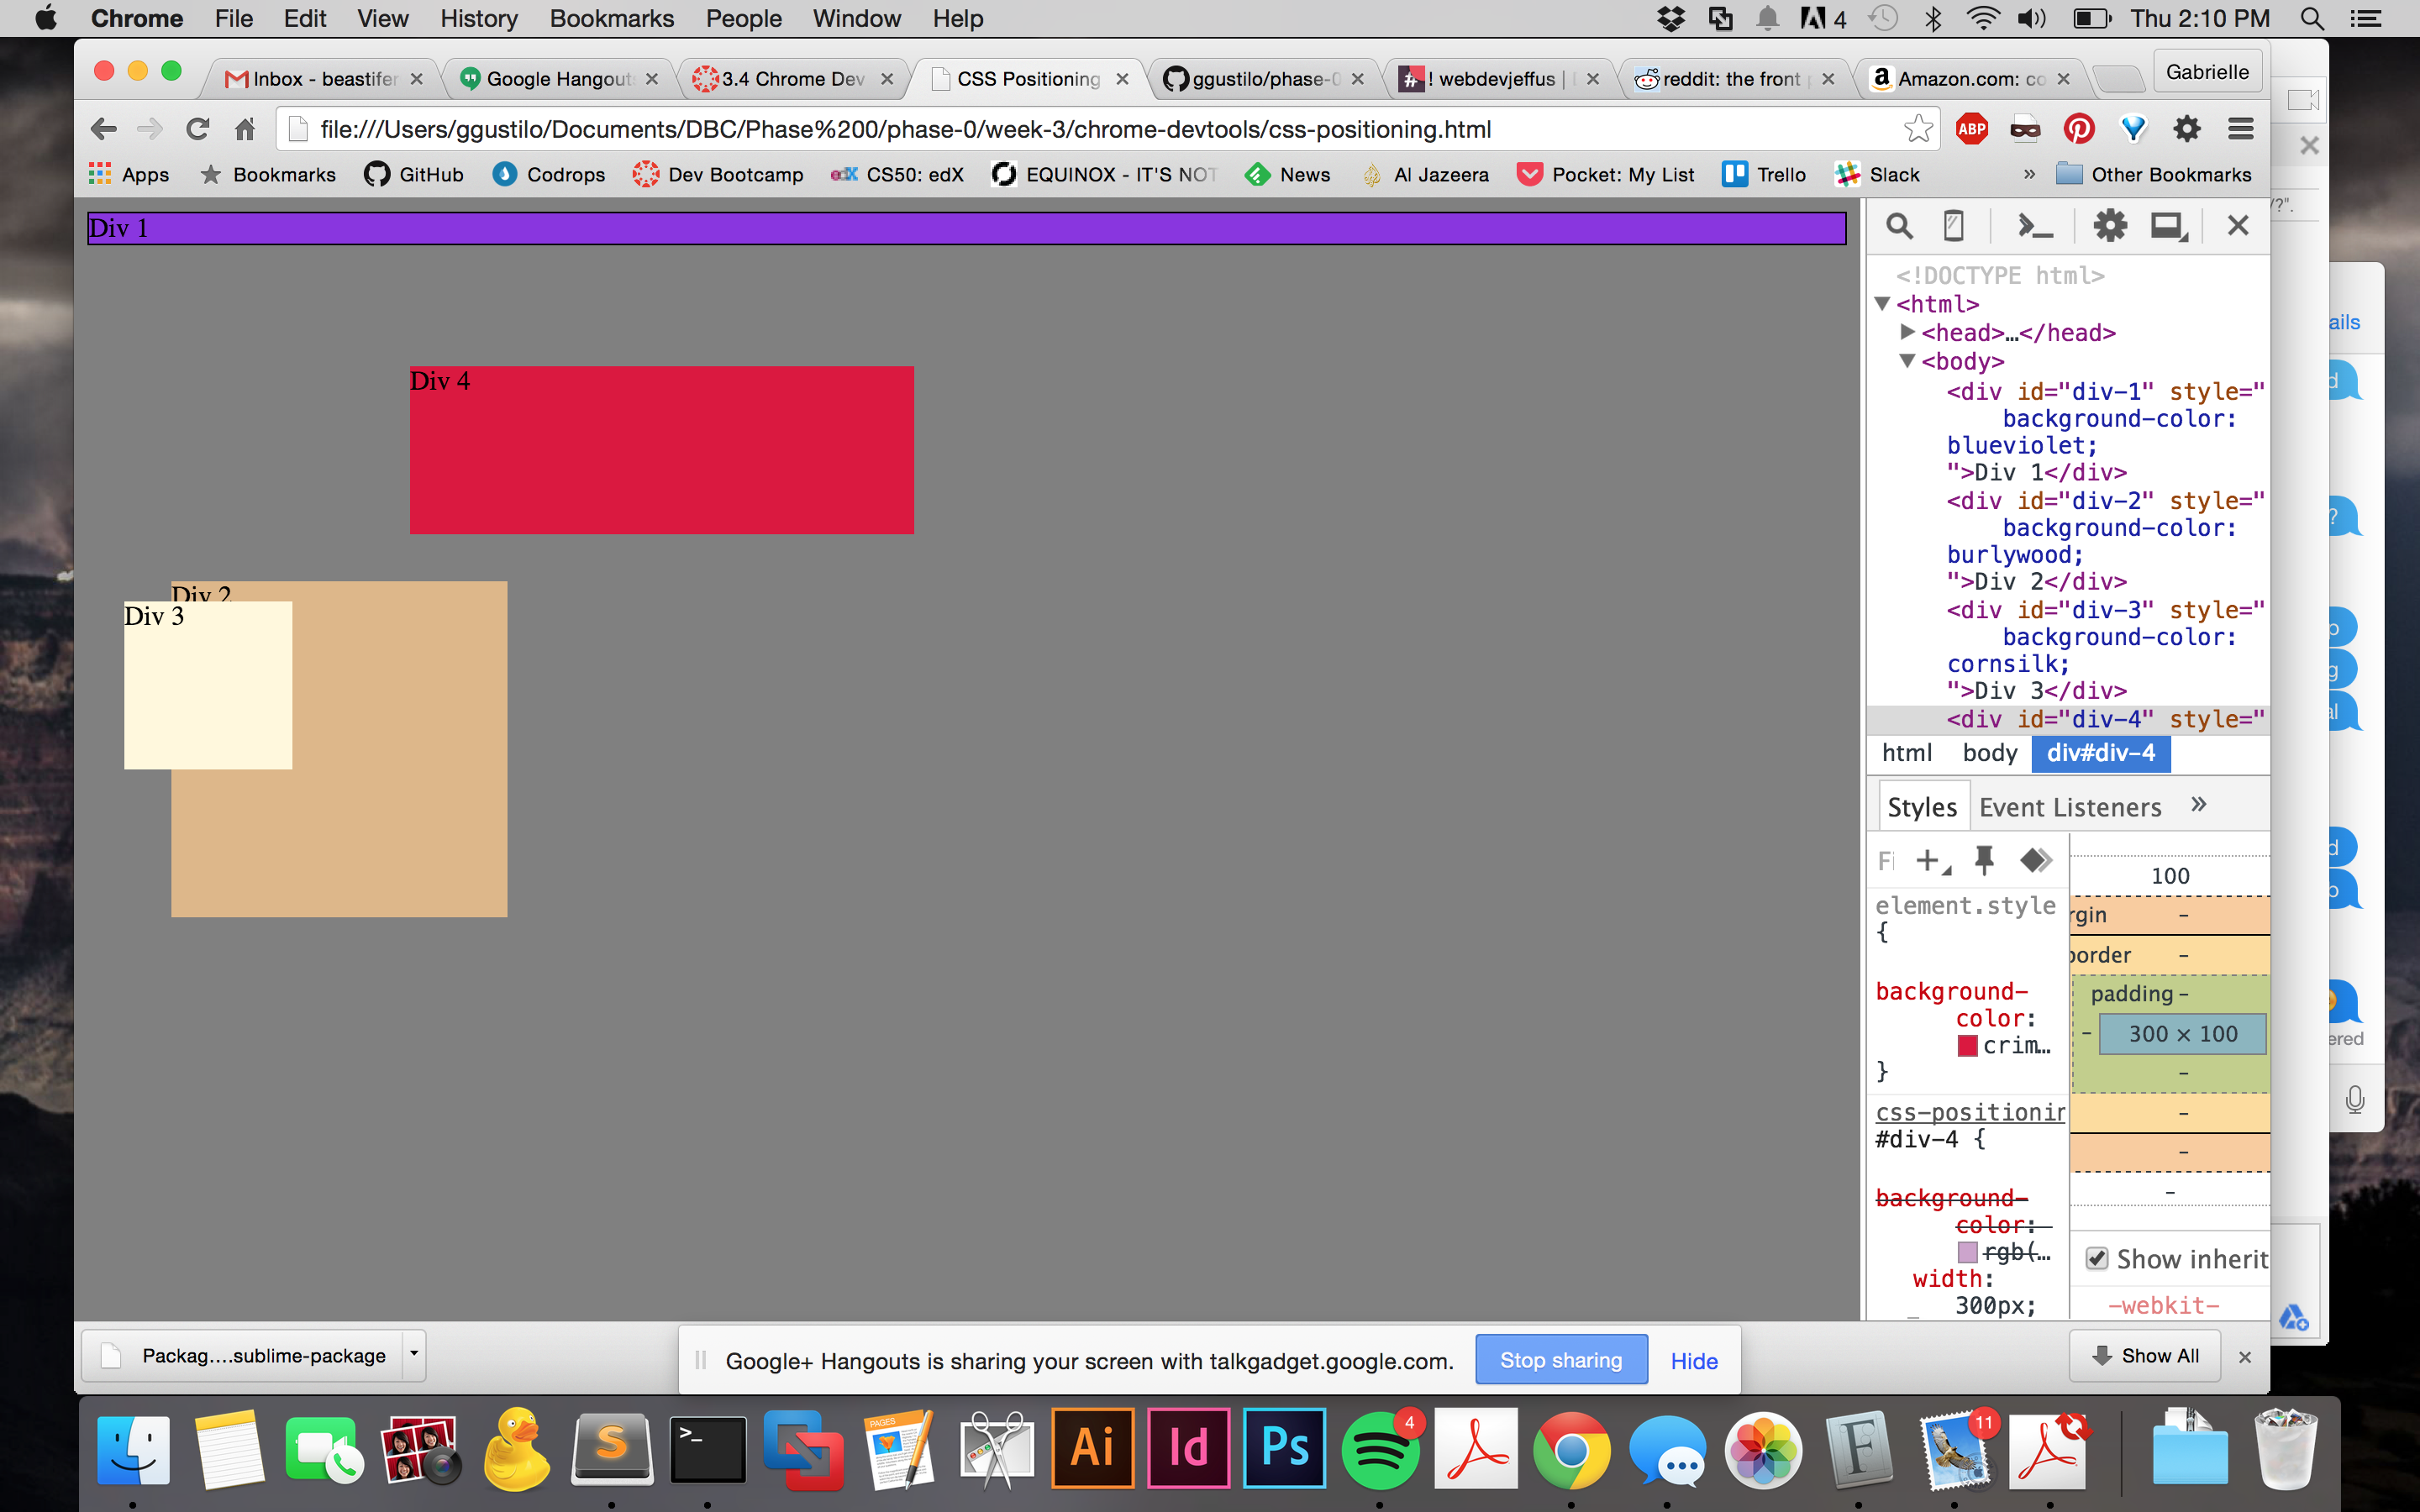 Chrome File Edit View History Bookmarks People Window Help 4 Thu 2:10 PM
Inbox - beastifer Google Hangout: 3.4 Chrome Dev CSS Positioning ggustilo/phase-0 ! webdevjeffus | reddit: the front p Amazon.com: co Gabrielle
file:///Users/ggustilo/Documents/DBC/Phase%200/phase-0/week-3/chrome-devtools/css-positioning.html ABP
Apps Bookmarks GitHub Codrops Dev Bootcamp edX CS50: edX EQUINOX - IT'S NOT News Al Jazeera Pocket: My List Trello Slack » Other Bookmarks
/?".
Div 1
Div 4
Div 2
Div 3
<!DOCTYPE html>
<html>
<head>…</head>
<body>
<div id="div-1" style="
background-color:
blueviolet;
">Div 1</div>
<div id="div-2" style="
background-color:
burlywood;
">Div 2</div>
<div id="div-3" style="
background-color:
cornsilk;
">Div 3</div>
<div id="div-4" style="
html body div#div-4
Styles Event Listeners »
Fi
element.style
{
background-
color:
crim…
}
css-positionin
#div-4 {
background-
color:
rgb(…
width:
300px;
100
rgin -
border -
padding -
- 300 × 100
-
-
-
-
Show inherit
-webkit-
ails
d
?
p
g
al
d
o
ered
Packag....sublime-package
Google+ Hangouts is sharing your screen with talkgadget.google.com. Stop sharing Hide
Show All
S >_ PAGES Ai Id Ps 4 F 11